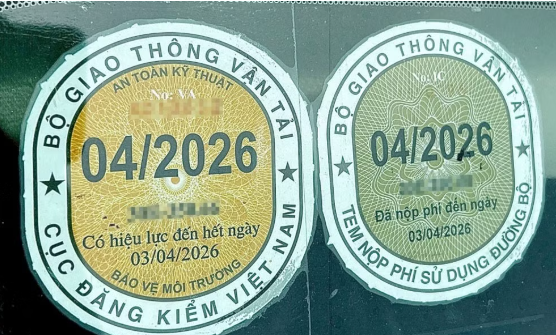 BỘ GIAO THÔNG VẬN TẢI
AN TOÀN KỸ THUẬT
No: VA
04/2026
Có hiệu lực đến hết ngày
03/04/2026
BẢO VỆ MÔI TRƯỜNG
CỤC ĐĂNG KIỂM VIỆT NAM
BỘ GIAO THÔNG VẬN TẢI
No: IC
04/2026
Đã nộp phí đến ngày
03/04/2026
TEM NỘP PHÍ SỬ DỤNG ĐƯỜNG BỘ